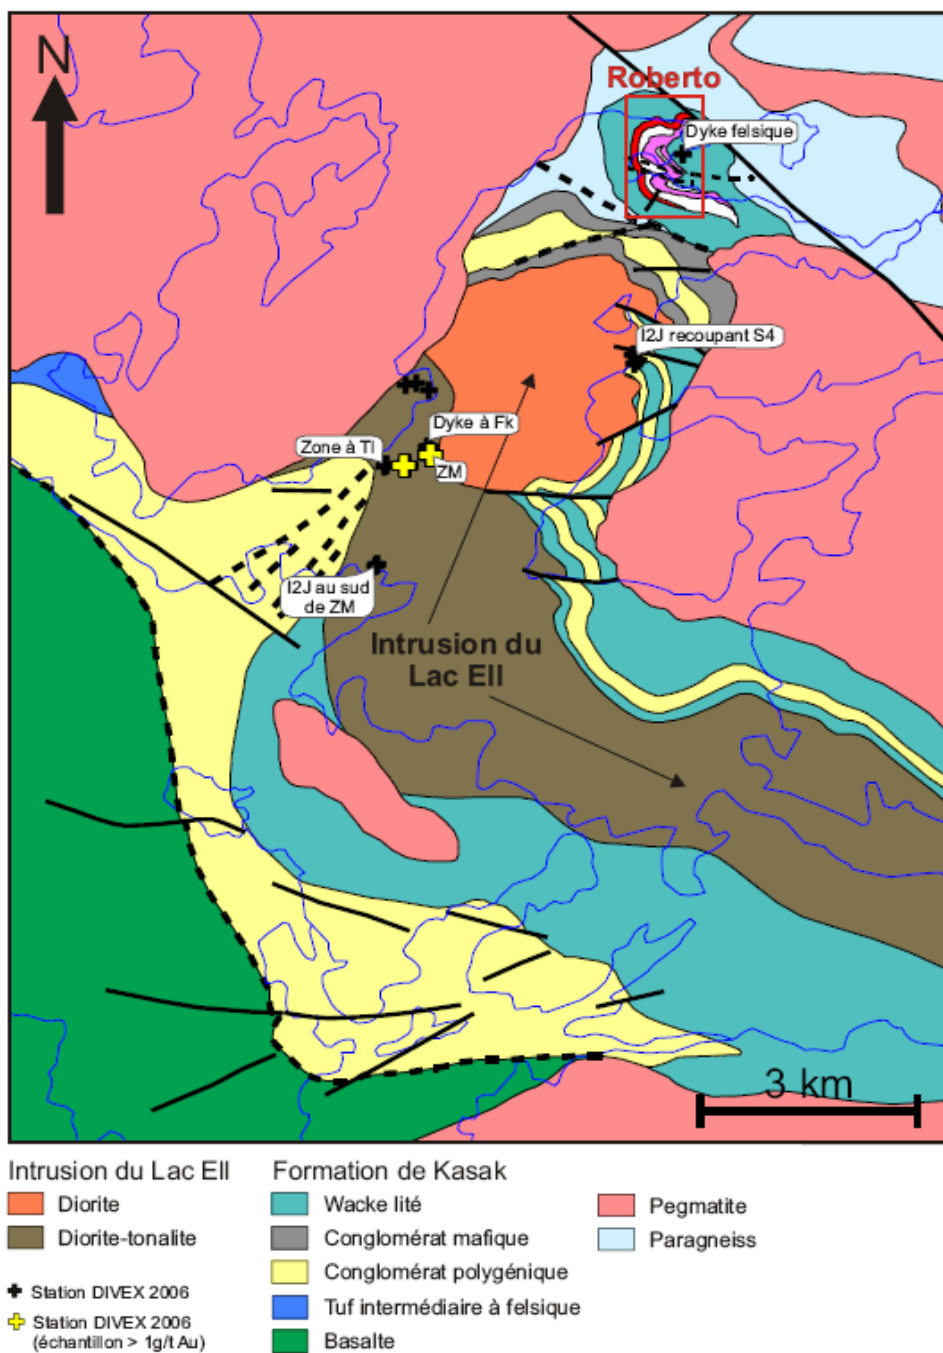 N
Roberto
Dyke felsique
I2J recoupant S4
Dyke à Fk
Zone à Tl
ZM
I2J au sud
de ZM
Intrusion du
Lac Ell
3 km
Intrusion du Lac Ell
Diorite
Diorite-tonalite
Station DIVEX 2006
Station DIVEX 2006
(échantillon > 1g/t Au)
Formation de Kasak
Wacke lité
Conglomérat mafique
Conglomérat polygénique
Tuf intermédiaire à felsique
Basalte
Pegmatite
Paragneiss